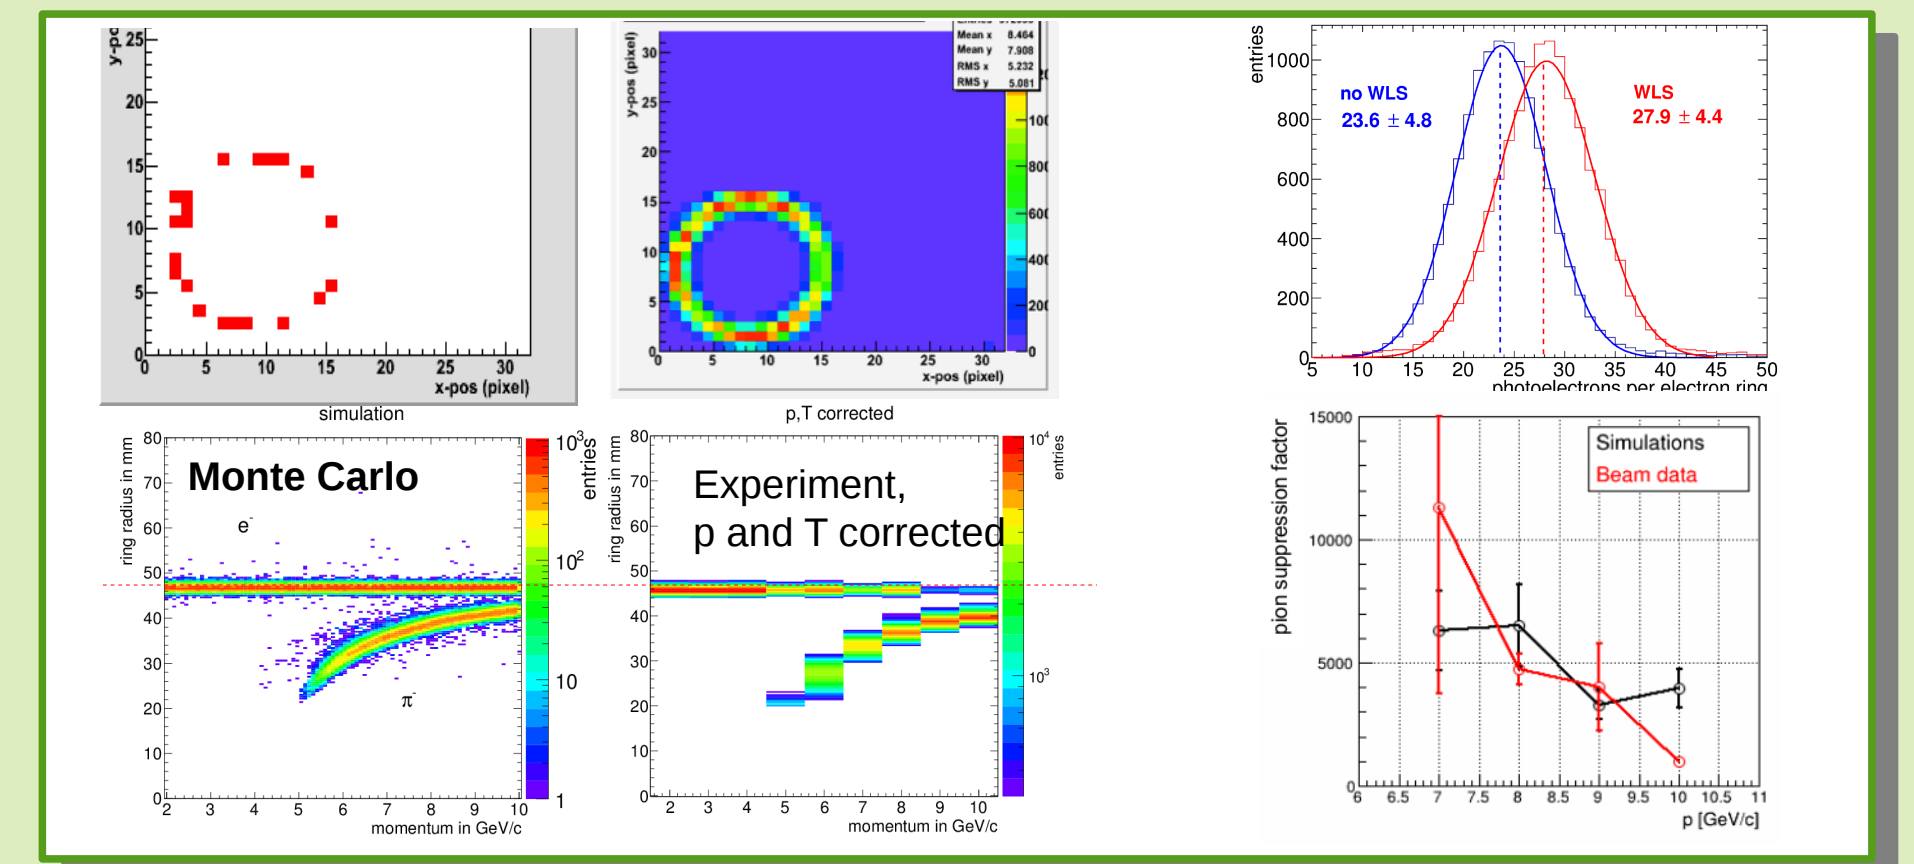 y-po
25
20
15
10
5
0
0 5 10 15 20 25 30
x-pos (pixel)
simulation
y-pos (pixel)
30
25
20
15
10
5
0
0 5 10 15 20 25 30
x-pos (pixel)
Mean x 8.464
Mean y 7.908
RMS x 5.232
RMS y 5.081
800
600
400
200
0
p,T corrected
entries
1000
800
600
400
200
0
5 10 15 20 25 30 35 40 45 50
photoelectrons per electron ring
no WLS
23.6 ± 4.8
WLS
27.9 ± 4.4
ring radius in mm
80
70
60
50
40
30
20
10
0
2 3 4 5 6 7 8 9 10
momentum in GeV/c
Monte Carlo
e-
π-
10³
10²
10
1
entries
ring radius in mm
80
70
60
50
40
30
20
10
0
2 3 4 5 6 7 8 9 10
momentum in GeV/c
Experiment,
p and T corrected
10⁴
10³
entries
pion suppression factor
15000
10000
5000
0
6 6.5 7 7.5 8 8.5 9 9.5 10 10.5 11
p [GeV/c]
Simulations
Beam data